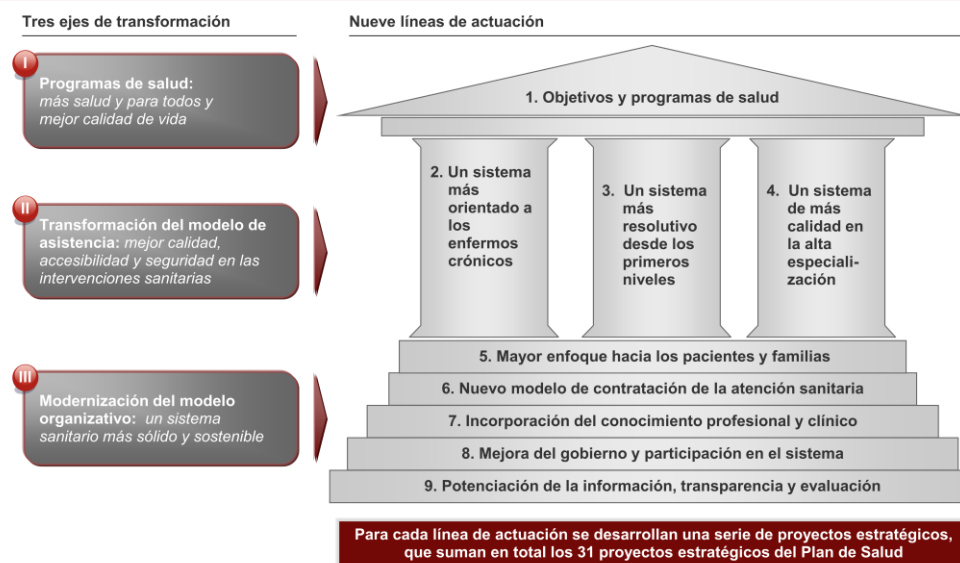 Tres ejes de transformación
Nueve líneas de actuación
I
Programas de salud:
más salud y para todos y
mejor calidad de vida
II
Transformación del modelo de
asistencia: mejor calidad,
accesibilidad y seguridad en las
intervenciones sanitarias
III
Modernización del modelo
organizativo: un sistema
sanitario más sólido y sostenible
1. Objetivos y programas de salud
2. Un sistema
más
orientado a
los
enfermos
crónicos
3. Un sistema
más
resolutivo
desde los
primeros
niveles
4. Un sistema
de más
calidad en
la alta
especiali-
zación
5. Mayor enfoque hacia los pacientes y familias
6. Nuevo modelo de contratación de la atención sanitaria
7. Incorporación del conocimiento profesional y clínico
8. Mejora del gobierno y participación en el sistema
9. Potenciación de la información, transparencia y evaluación
Para cada línea de actuación se desarrollan una serie de proyectos estratégicos,
que suman en total los 31 proyectos estratégicos del Plan de Salud